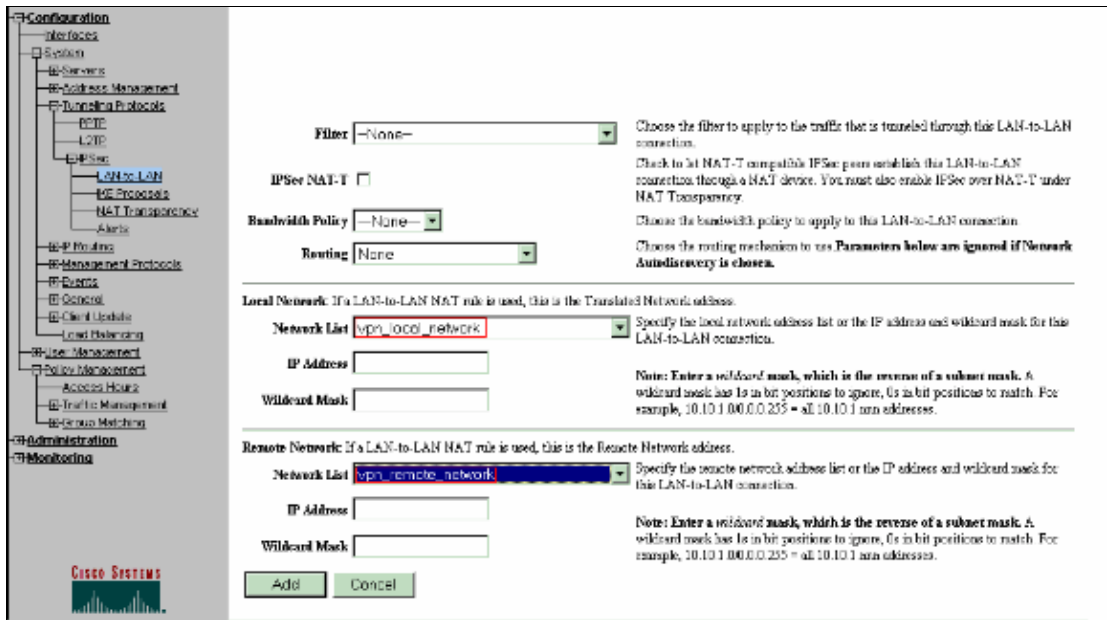 Configuration
Interfaces
System
Servers
Address Management
Tunneling Protocols
PPTP
L2TP
IPSec
LAN-to-LAN
IKE Proposals
NAT Transparency
Alerts
IP Routing
Management Protocols
Events
General
Client Update
Load Balancing
User Management
Policy Management
Access Hours
Traffic Management
Group Matching
Administration
Monitoring
CISCO SYSTEMS
Filter --None-- Choose the filter to apply to the traffic that is tunneled through this LAN-to-LAN
connection.
IPSec NAT-T Check to let NAT-T compatible IPSec peers establish this LAN-to-LAN
connection through a NAT device. You must also enable IPSec over NAT-T under
NAT Transparency.
Bandwidth Policy --None-- Choose the bandwidth policy to apply to this LAN-to-LAN connection.
Routing None Choose the routing mechanism to use. Parameters below are ignored if Network
Autodiscovery is chosen.
Local Network: If a LAN-to-LAN NAT rule is used, this is the Translated Network address.
Network List vpn_local_network Specify the local network address list or the IP address and wildcard mask for this
LAN-to-LAN connection.
IP Address
Wildcard Mask
Note: Enter a wildcard mask, which is the reverse of a subnet mask. A
wildcard mask has 1s in bit positions to ignore, 0s in bit positions to match. For
example, 10.10.1.0/0.0.0.255 = all 10.10.1.nnn addresses.
Remote Network: If a LAN-to-LAN NAT rule is used, this is the Remote Network address.
Network List vpn_remote_network Specify the remote network address list or the IP address and wildcard mask for
this LAN-to-LAN connection.
IP Address
Wildcard Mask
Note: Enter a wildcard mask, which is the reverse of a subnet mask. A
wildcard mask has 1s in bit positions to ignore, 0s in bit positions to match. For
example, 10.10.1.0/0.0.0.255 = all 10.10.1.nnn addresses.
Add Cancel